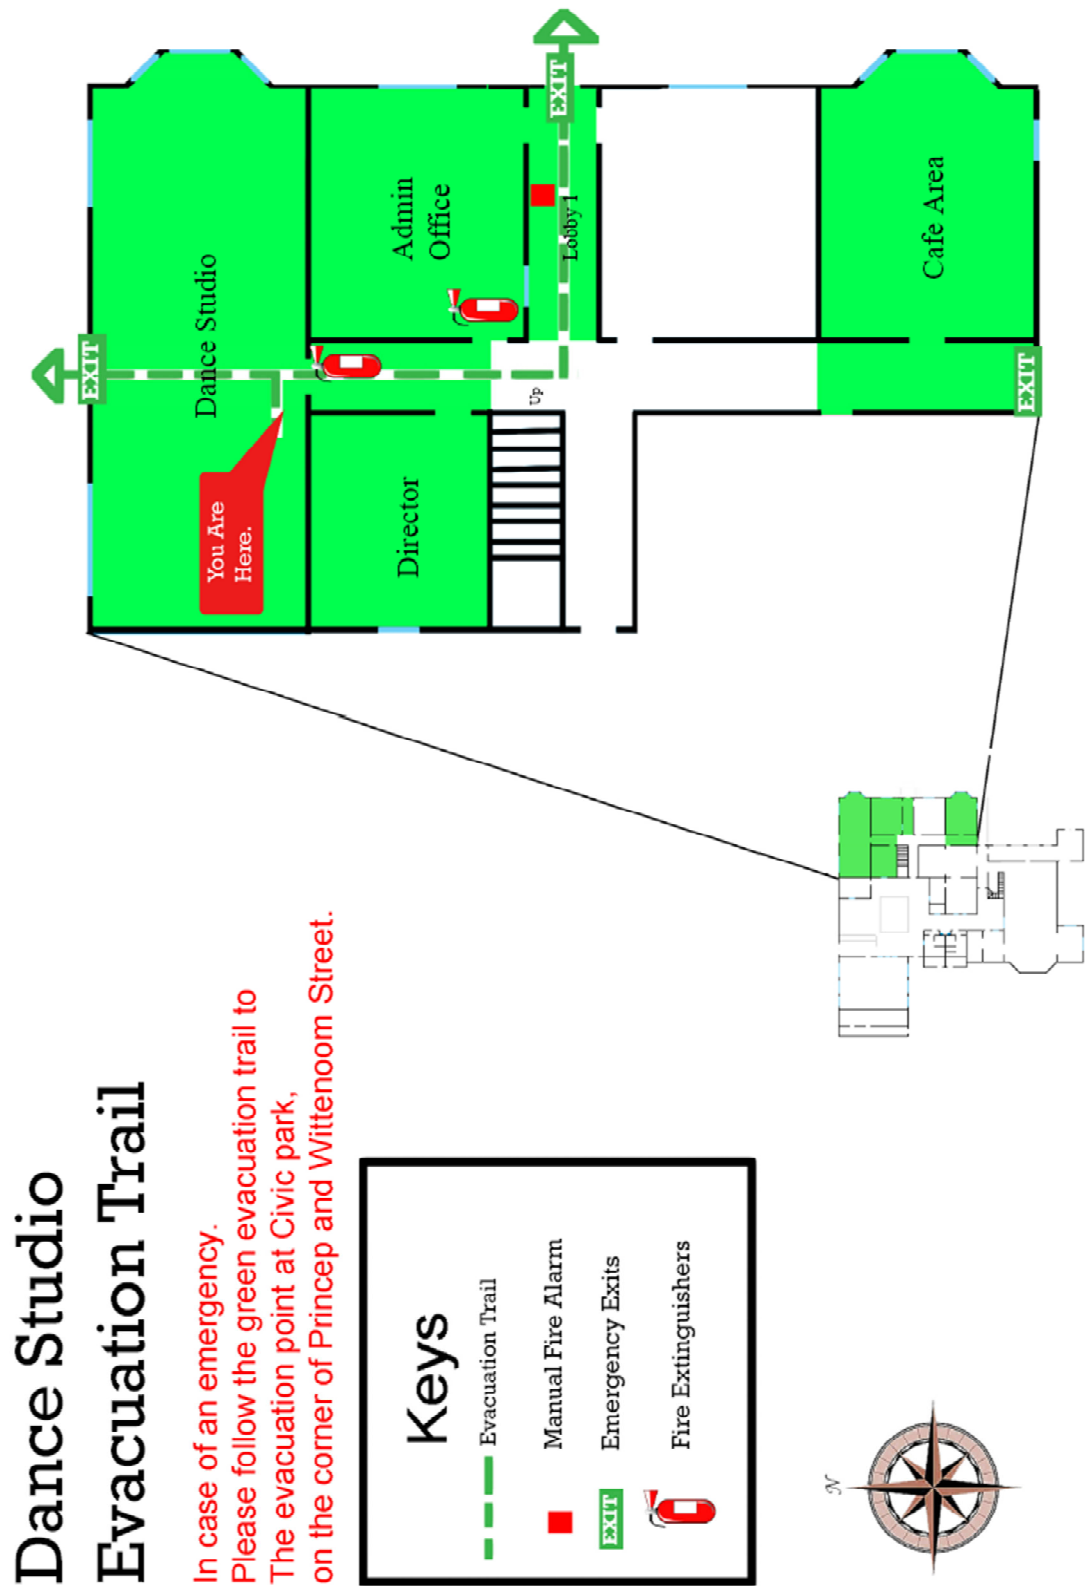 Dance Studio
Evacuation Trail
In case of an emergency.
Please follow the green evacuation trail to
The evacuation point at Civic park,
on the corner of Princep and Wittenoom Street.
Keys
Evacuation Trail
Manual Fire Alarm
EXIT
Emergency Exits
Fire Extinguishers
N
EXIT
Dance Studio
You Are
Here.
Director
Admin
Office
Up
Lobby 1
EXIT
Cafe Area
EXIT